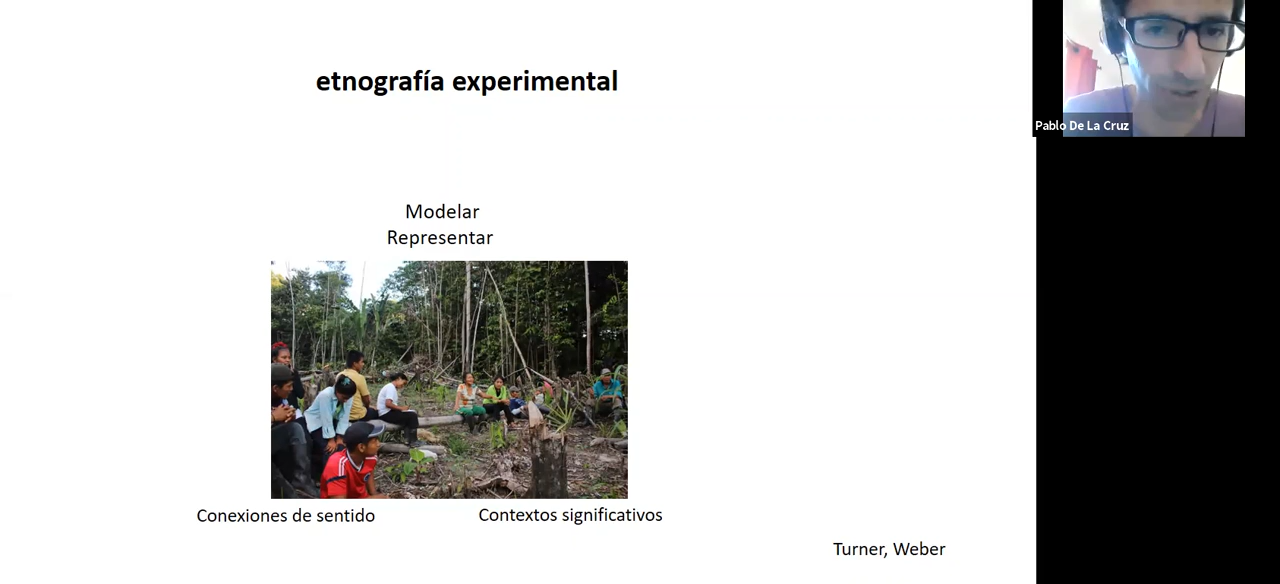 etnografía experimental
Pablo De La Cruz
Modelar
Representar
Conexiones de sentido
Contextos significativos
Turner, Weber